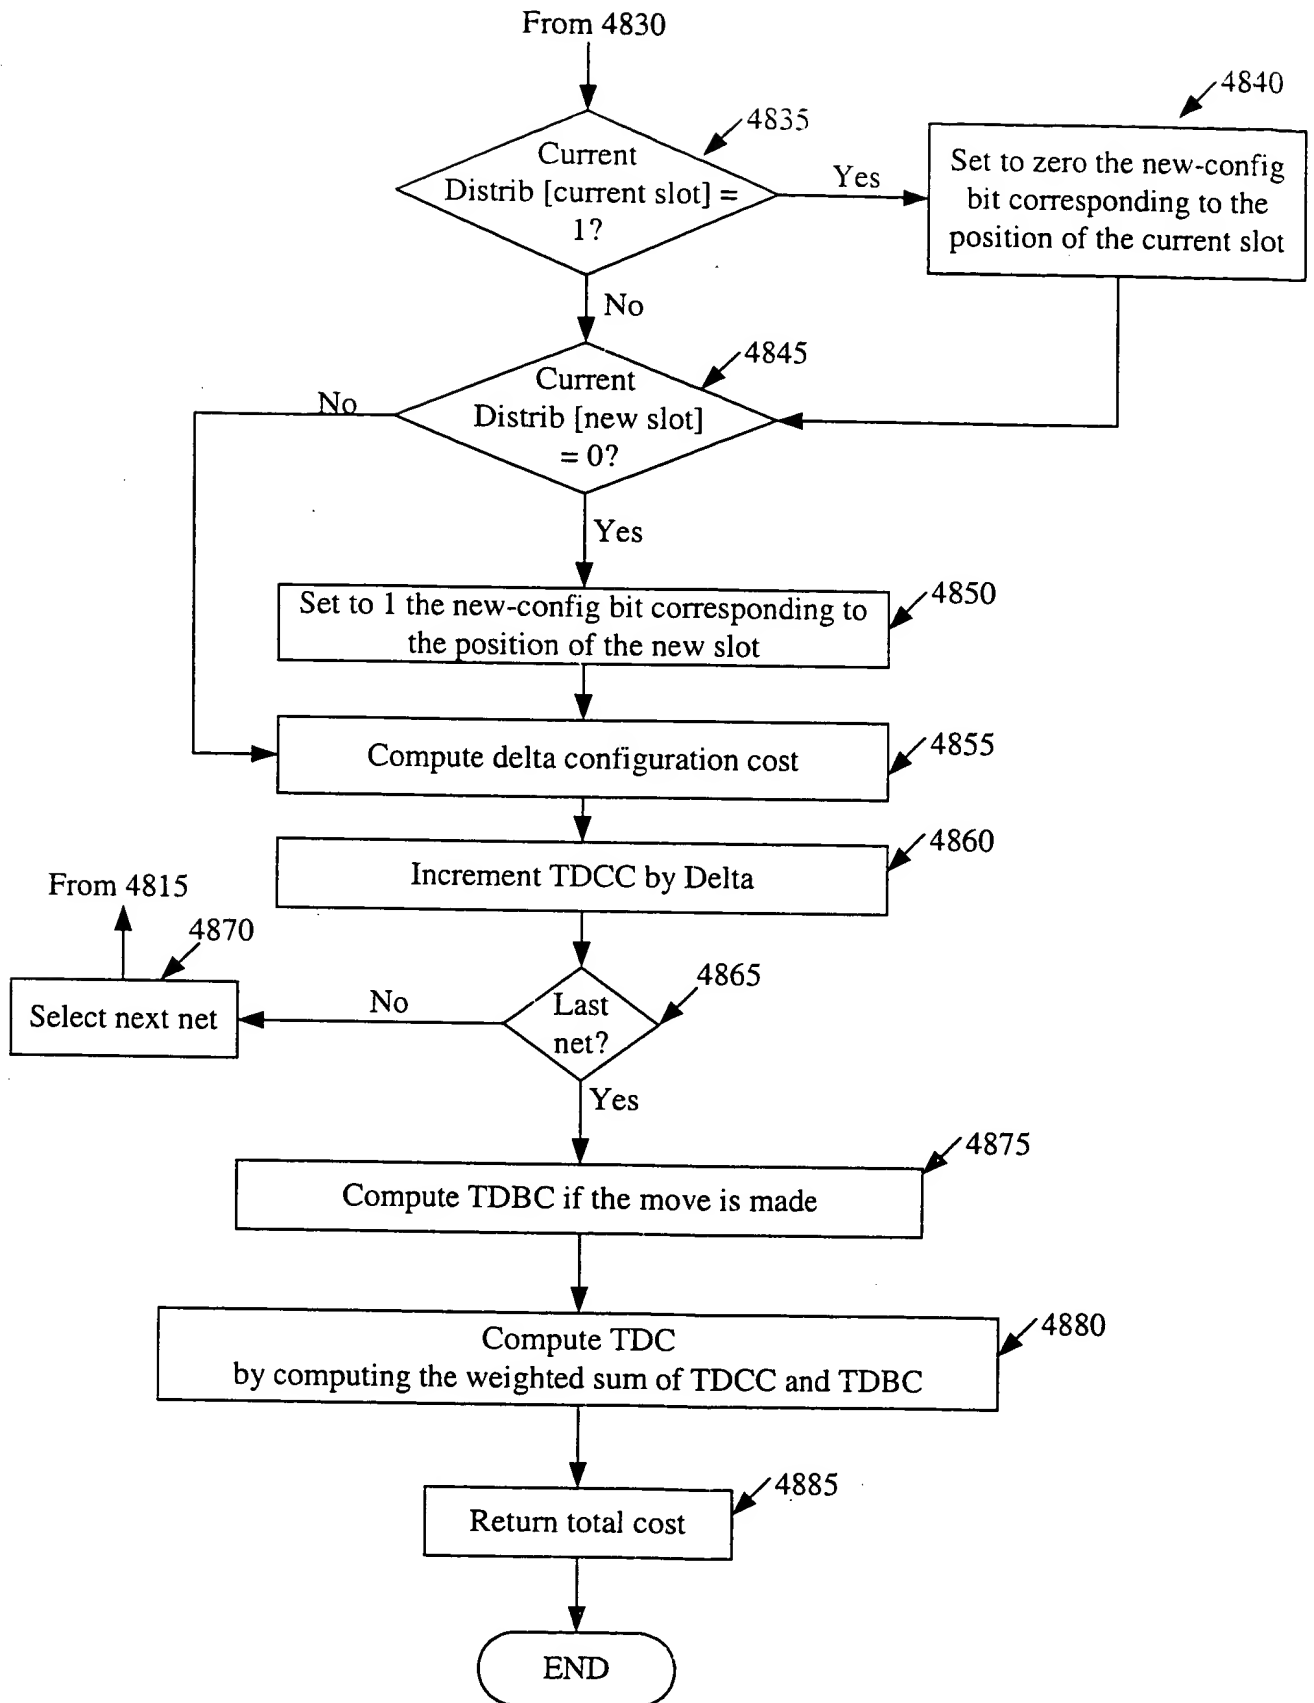 From 4830
4835
4840
Current
Distrib [current slot] =
1?
Yes
Set to zero the new-config
bit corresponding to the
position of the current slot
No
4845
Current
Distrib [new slot]
= 0?
No
Yes
4850
Set to 1 the new-config bit corresponding to
the position of the new slot
4855
Compute delta configuration cost
4860
Increment TDCC by Delta
From 4815
4870
4865
Select next net
No
Last
net?
Yes
4875
Compute TDBC if the move is made
4880
Compute TDC
by computing the weighted sum of TDCC and TDBC
4885
Return total cost
END